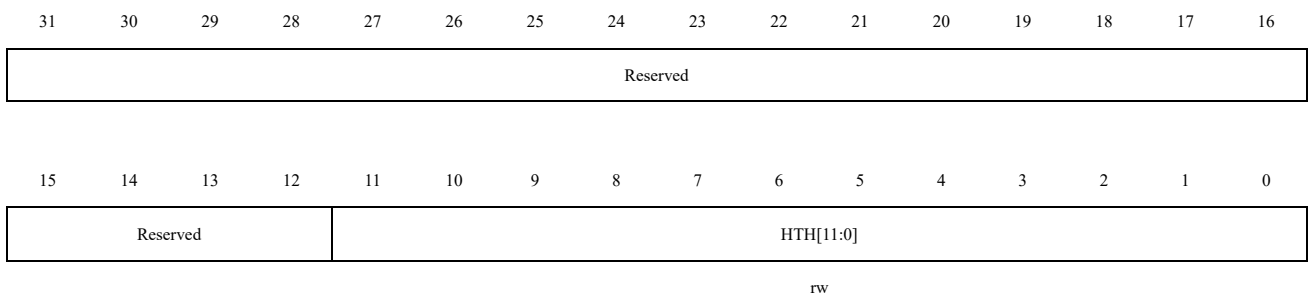 31 30 29 28 27 26 25 24 23 22 21 20 19 18 17 16
Reserved
15 14 13 12 11 10 9 8 7 6 5 4 3 2 1 0
Reserved HTH[11:0]
rw